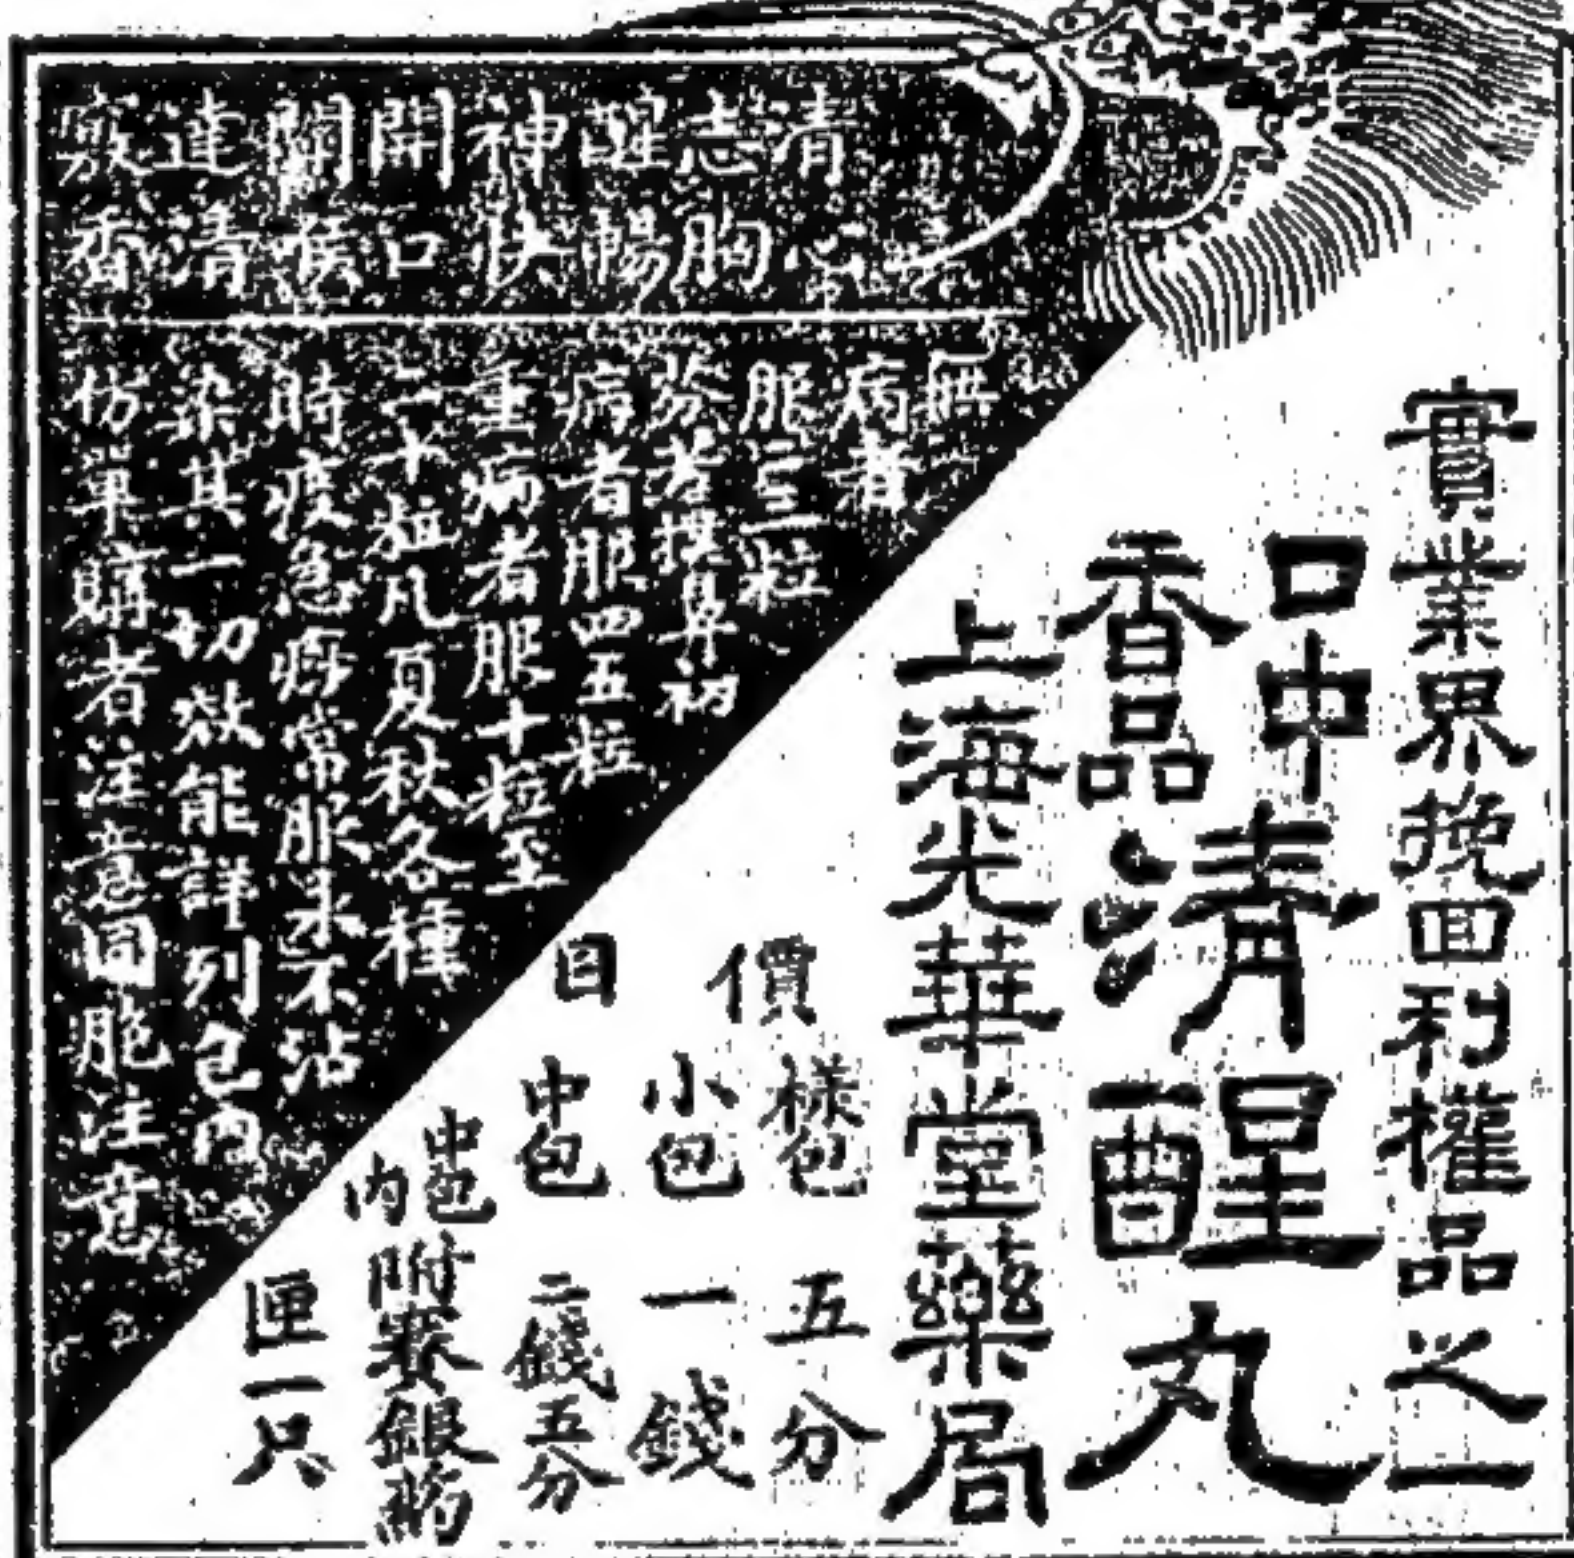 實業界挽回利權品之一
口中香品清醒丸
上海光華堂藥局
價目
樣包五分
小包一錢
中包二錢五分
中包內附賽銀藥
匣一只
清心
志胸
醒暢
神快
開口
關喉
達清
竅香
無
病者
服三粒
芬芳撲鼻初
病者服四五粒
重病者服十粒至
二十粒凡夏秋各種
時疫急痧常服永不沾
染其一切效能詳列包內
仿單購者注意同胞注意